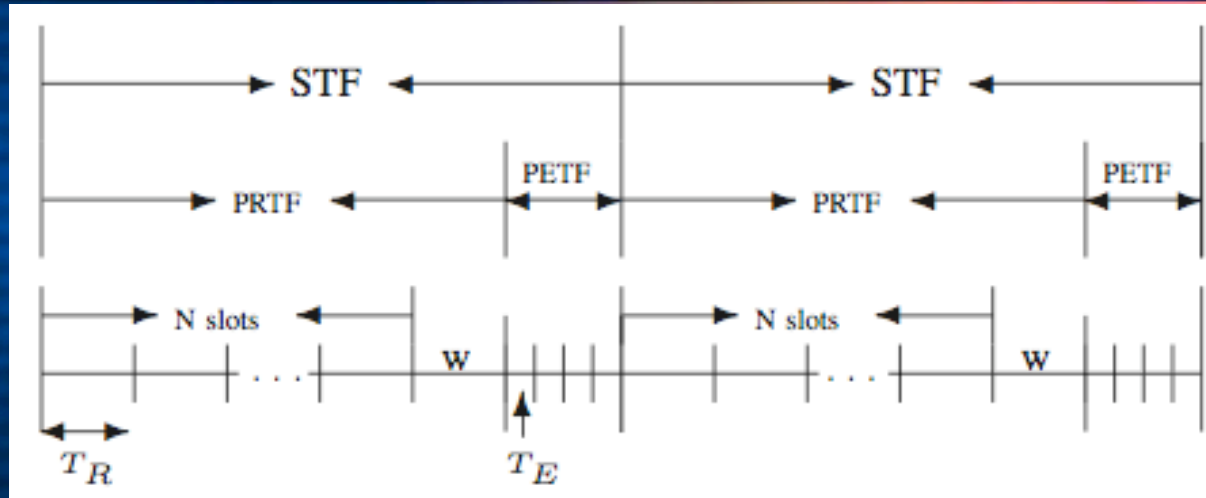 STF STF
PRTF PETF PRTF PETF
N slots N slots
... W ... W
T_R T_E